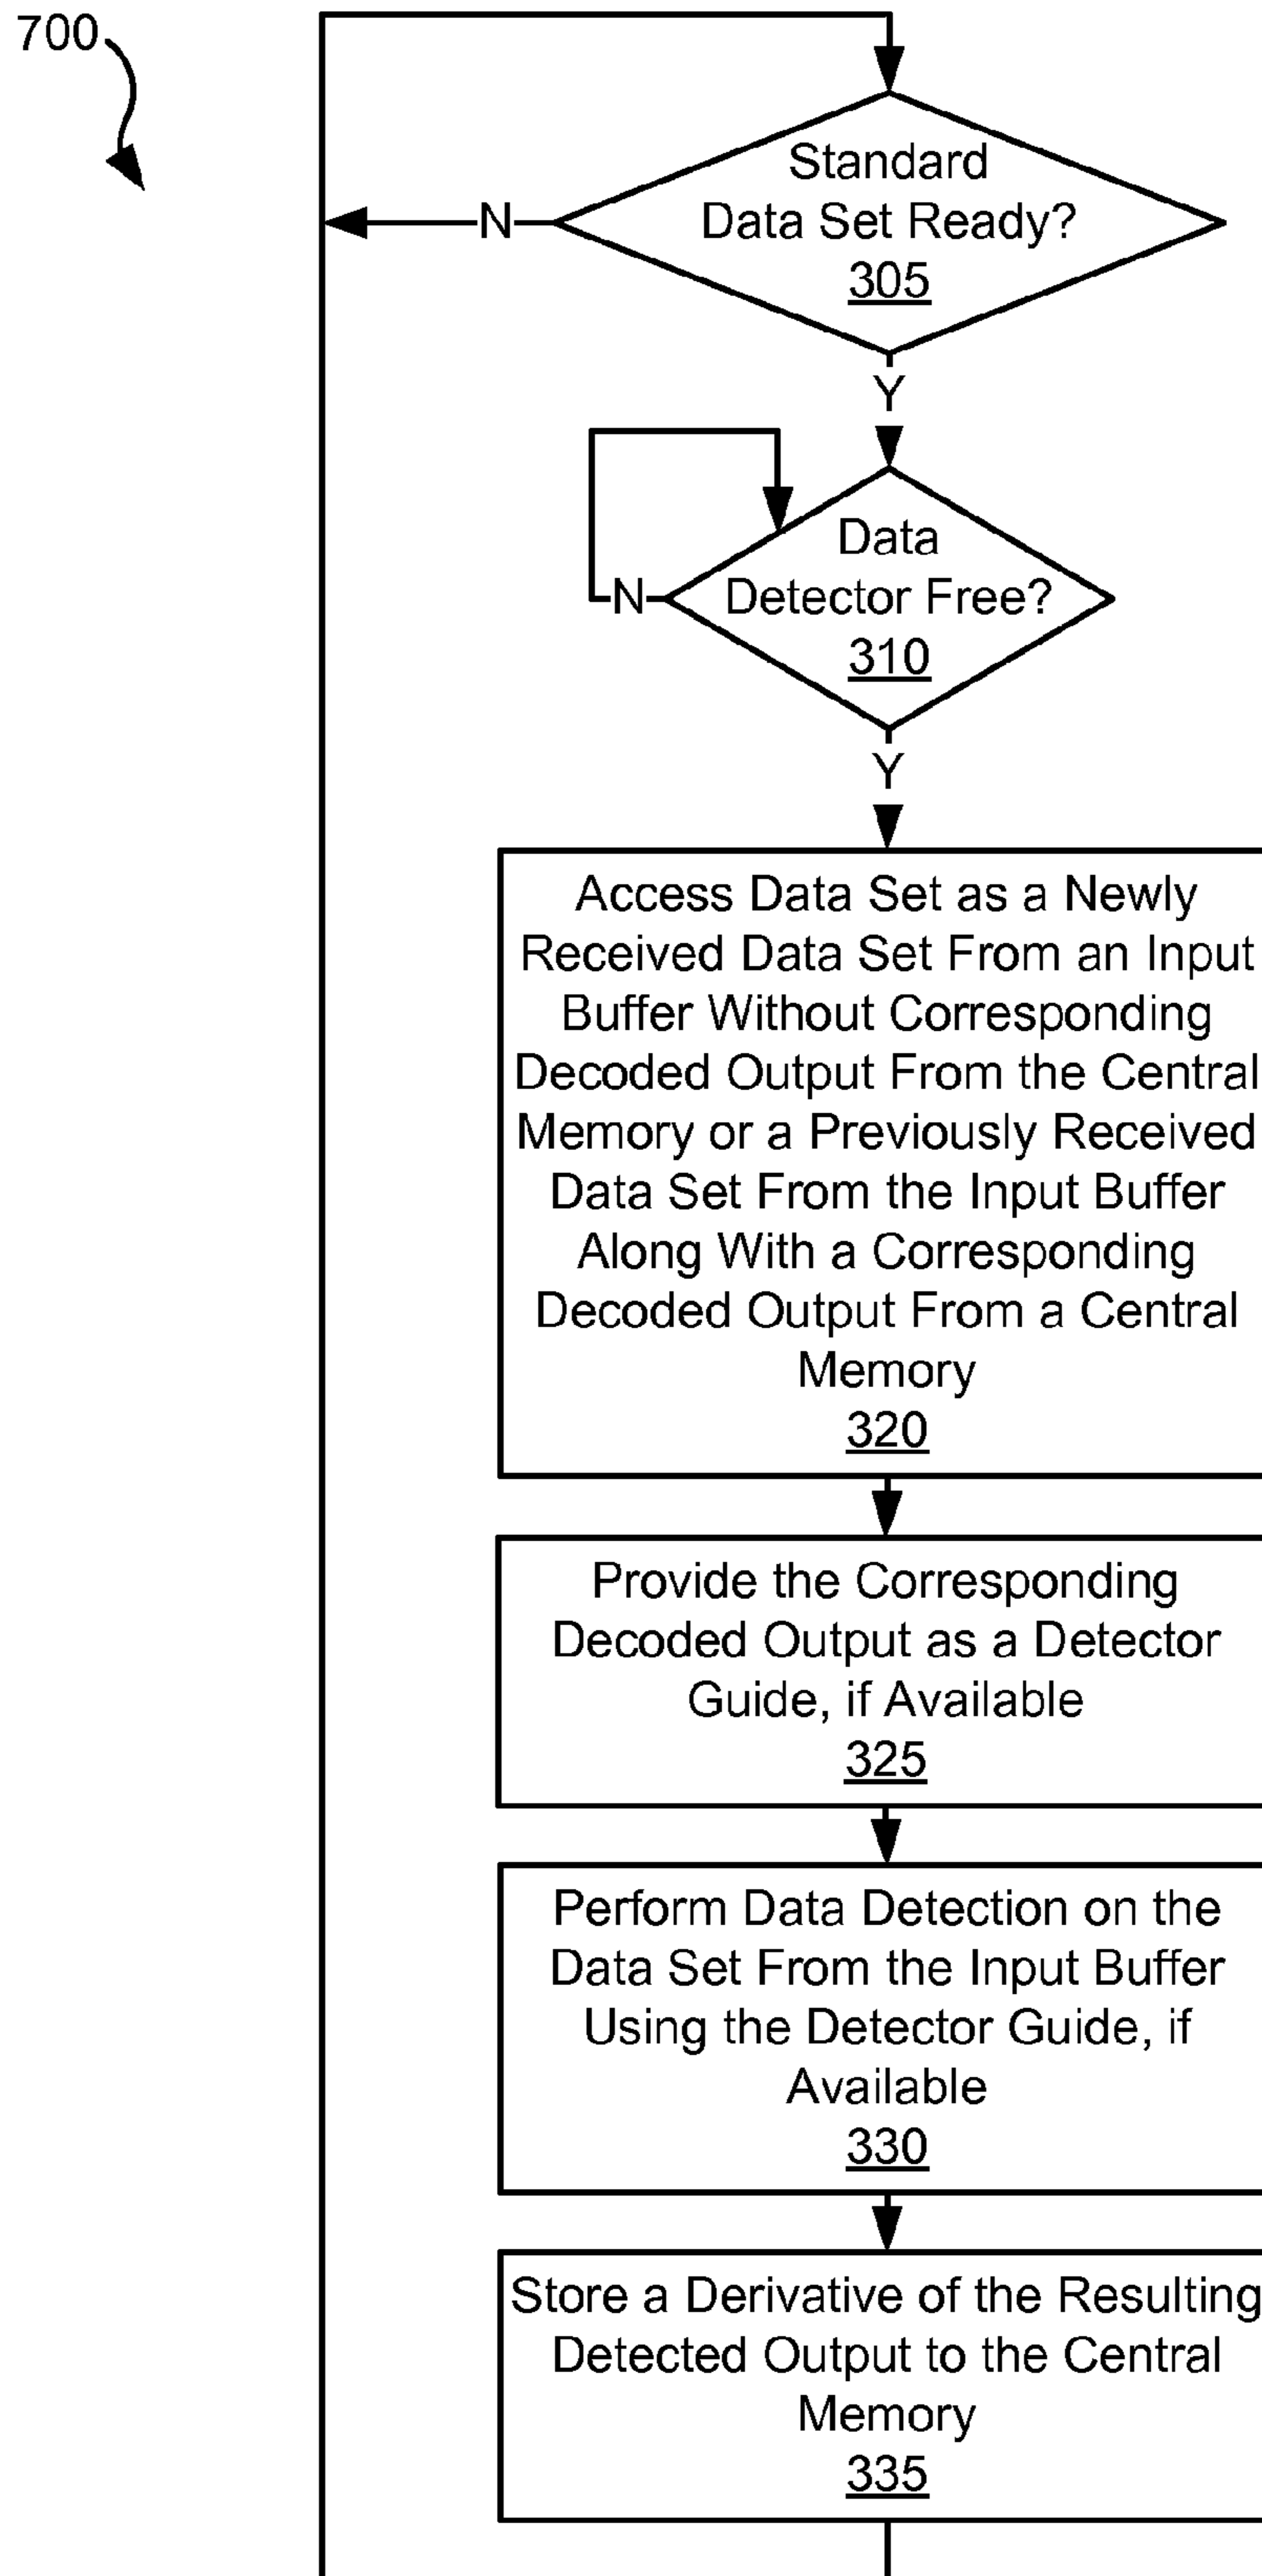 700
Standard
Data Set Ready?
305
N
Y
Data
Detector Free?
310
N
Y
Access Data Set as a Newly
Received Data Set From an Input
Buffer Without Corresponding
Decoded Output From the Central
Memory or a Previously Received
Data Set From the Input Buffer
Along With a Corresponding
Decoded Output From a Central
Memory
320
Provide the Corresponding
Decoded Output as a Detector
Guide, if Available
325
Perform Data Detection on the
Data Set From the Input Buffer
Using the Detector Guide, if
Available
330
Store a Derivative of the Resulting
Detected Output to the Central
Memory
335